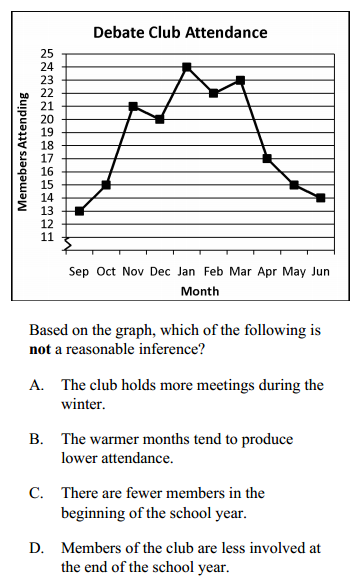 Debate Club Attendance
25
24
23
22
21
20
19
18
17
16
15
14
13
12
11
Memebers Attending
Sep Oct Nov Dec Jan Feb Mar Apr May Jun
Month
Based on the graph, which of the following is
not a reasonable inference?
A. The club holds more meetings during the
winter.
B. The warmer months tend to produce
lower attendance.
C. There are fewer members in the
beginning of the school year.
D. Members of the club are less involved at
the end of the school year.